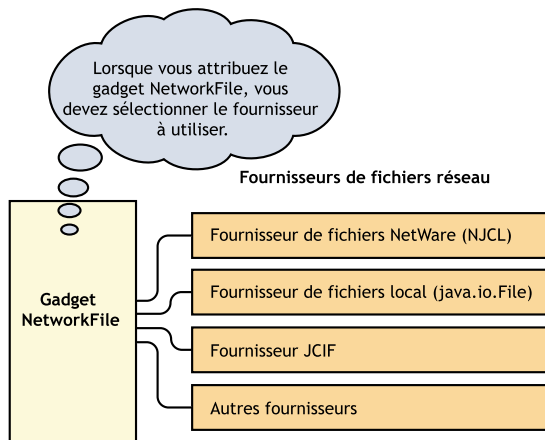 Lorsque vous attribuez le
gadget NetworkFile, vous
devez sélectionner le fournisseur
à utiliser.
Fournisseurs de fichiers réseau
Gadget
NetworkFile
Fournisseur de fichiers NetWare (NJCL)
Fournisseur de fichiers local (java.io.File)
Fournisseur JCIF
Autres fournisseurs